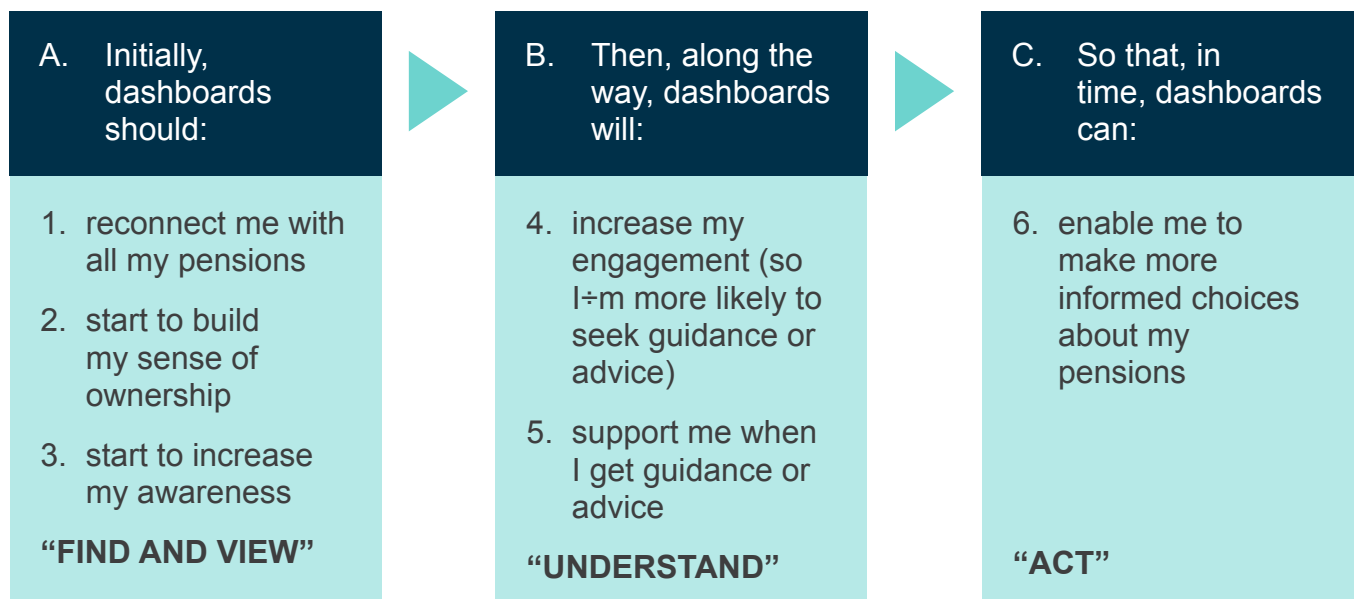 A. Initially,
dashboards
should:
1. reconnect me with
all my pensions
2. start to build
my sense of
ownership
3. start to increase
my awareness
“FIND AND VIEW”
B. Then, along the
way, dashboards
will:
4. increase my
engagement (so
I÷m more likely to
seek guidance or
advice)
5. support me when
I get guidance or
advice
“UNDERSTAND”
C. So that, in
time, dashboards
can:
6. enable me to
make more
informed choices
about my
pensions
“ACT”